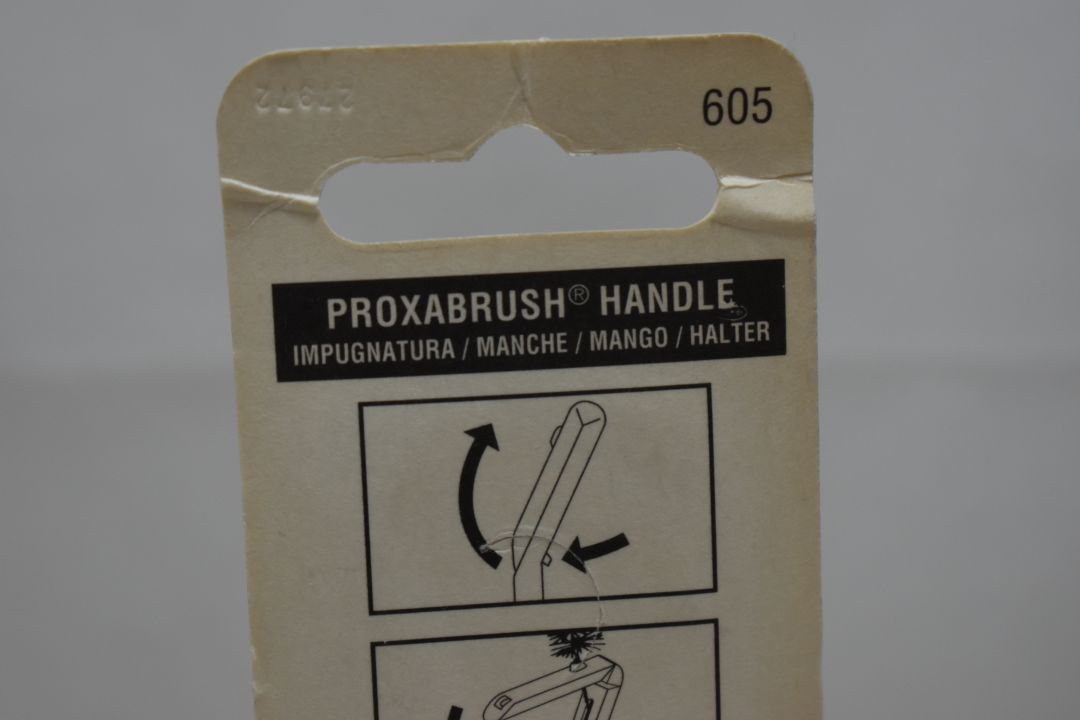 27972
605
PROXABRUSH® HANDLE
IMPUGNATURA / MANCHE / MANGO / HALTER